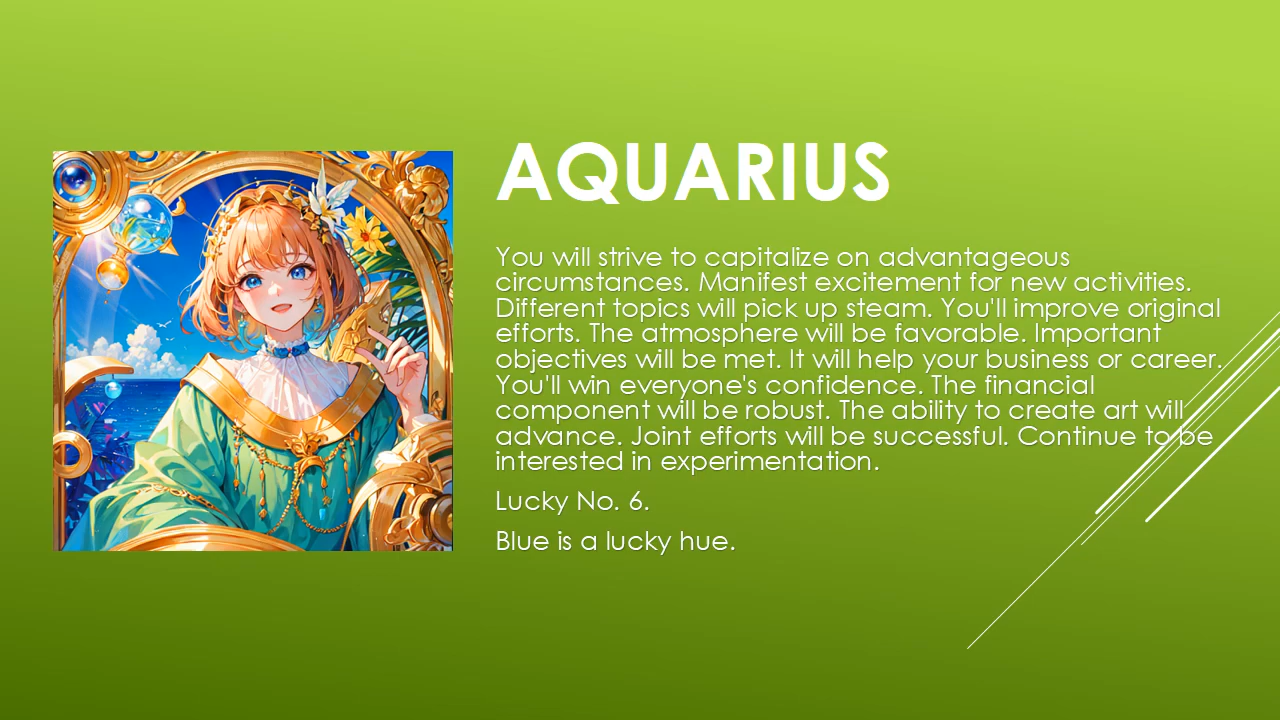 AQUARIUS
You will strive to capitalize on advantageous
circumstances. Manifest excitement for new activities.
Different topics will pick up steam. You'll improve original
efforts. The atmosphere will be favorable. Important
objectives will be met. It will help your business or career.
You'll win everyone's confidence. The financial
component will be robust. The ability to create art will
advance. Joint efforts will be successful. Continue to be
interested in experimentation.
Lucky No. 6.
Blue is a lucky hue.